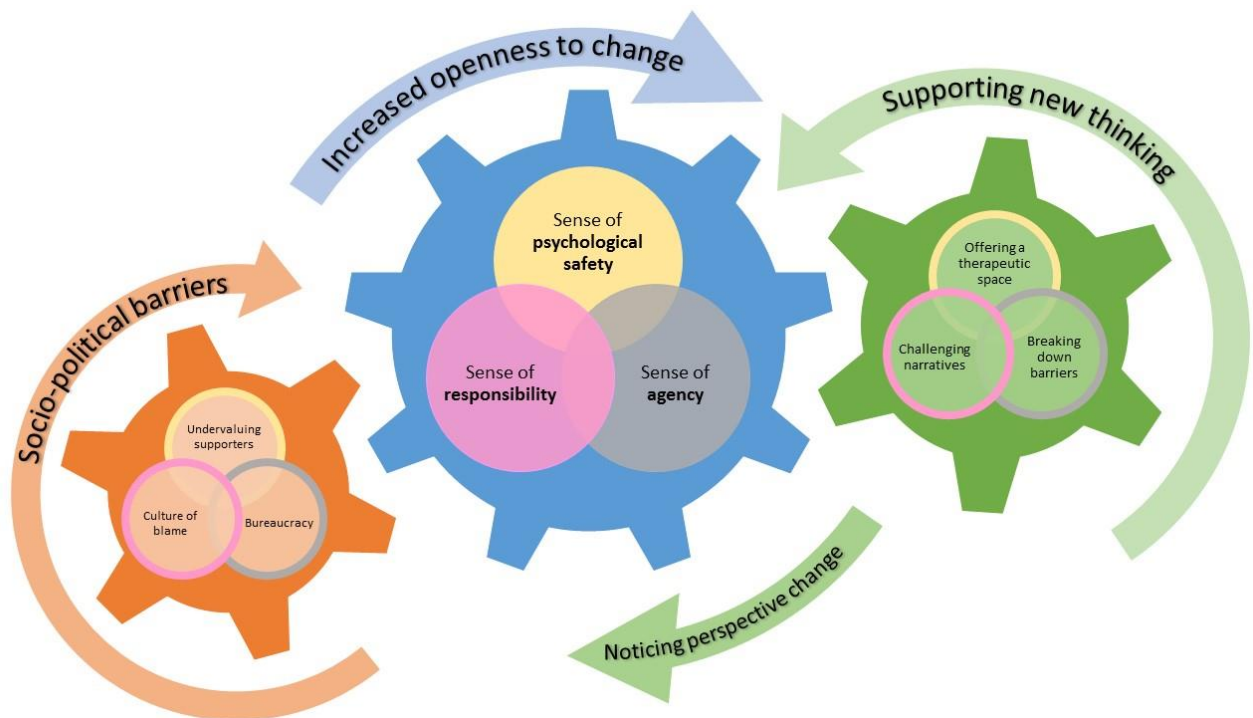 Socio-political barriers
Undervaluing
supporters
Culture of
blame
Bureaucracy
Increased openness to change
Sense of
psychological
safety
Sense of
responsibility
Sense of
agency
Noticing perspective change
Supporting new thinking
Offering a
therapeutic
space
Challenging
narratives
Breaking
down
barriers